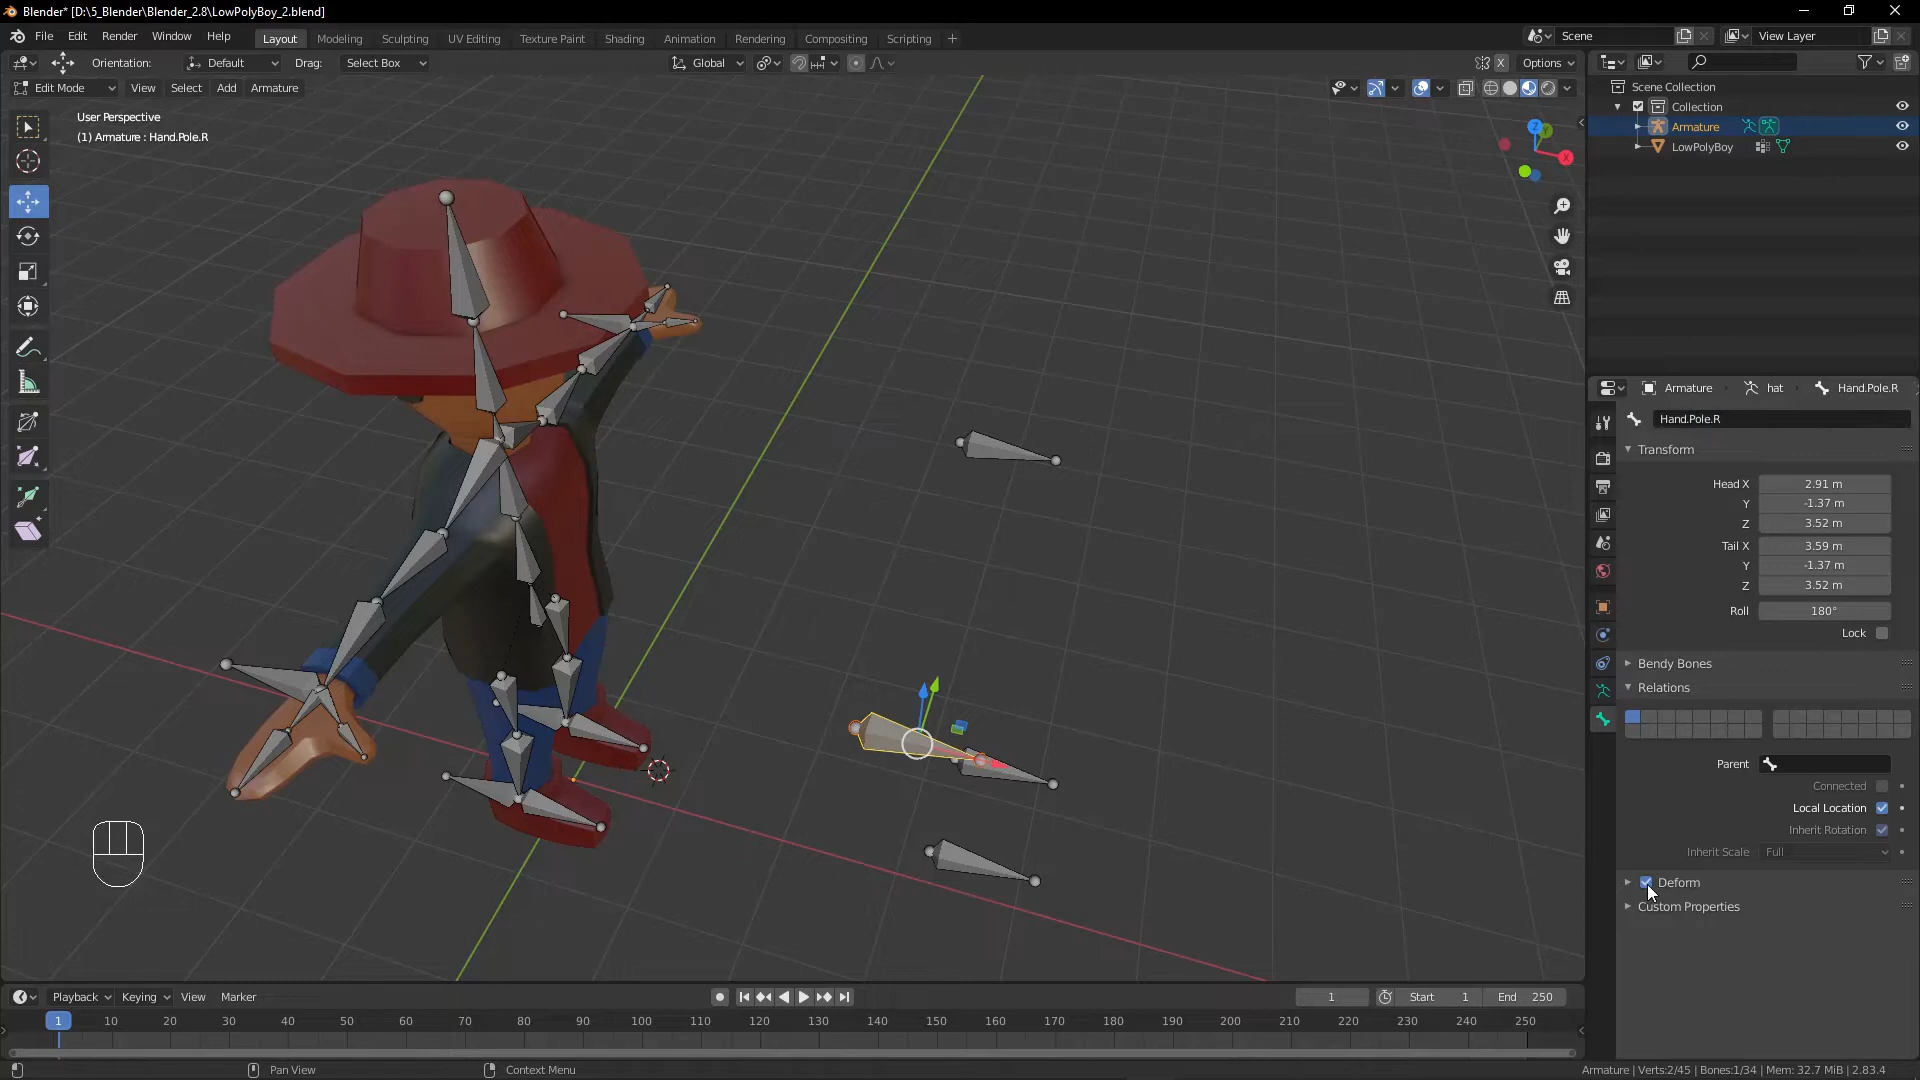 Blender* [D:\5_Blender\Blender_2.8\LowPolyBoy_2.blend]
File Edit Render Window Help Layout Modeling Sculpting UV Editing Texture Paint Shading Animation Rendering Compositing Scripting Scene View Layer
Orientation: Default Drag: Select Box Global X Options
Edit Mode View Select Add Armature
User Perspective
(1) Armature : Hand.Pole.R
Scene Collection
Collection
Armature
LowPolyBoy
Z
Y
X
Armature hat Hand.Pole.R
Hand.Pole.R
Transform
Head X 2.91 m
Y -1.37 m
Z 3.52 m
Tail X 3.59 m
Y -1.37 m
Z 3.52 m
Roll 180°
Lock
Bendy Bones
Relations
Parent
Connected
Local Location
Inherit Rotation
Inherit Scale Full
Deform
Custom Properties
Playback Keying View Marker 1 Start 1 End 250
1 10 20 30 40 50 60 70 80 90 100 110 120 130 140 150 160 170 180 190 200 210 220 230 240 250
Pan View Context Menu Armature | Verts:2/45 | Bones:1/34 | Mem: 32.7 MiB | 2.83.4